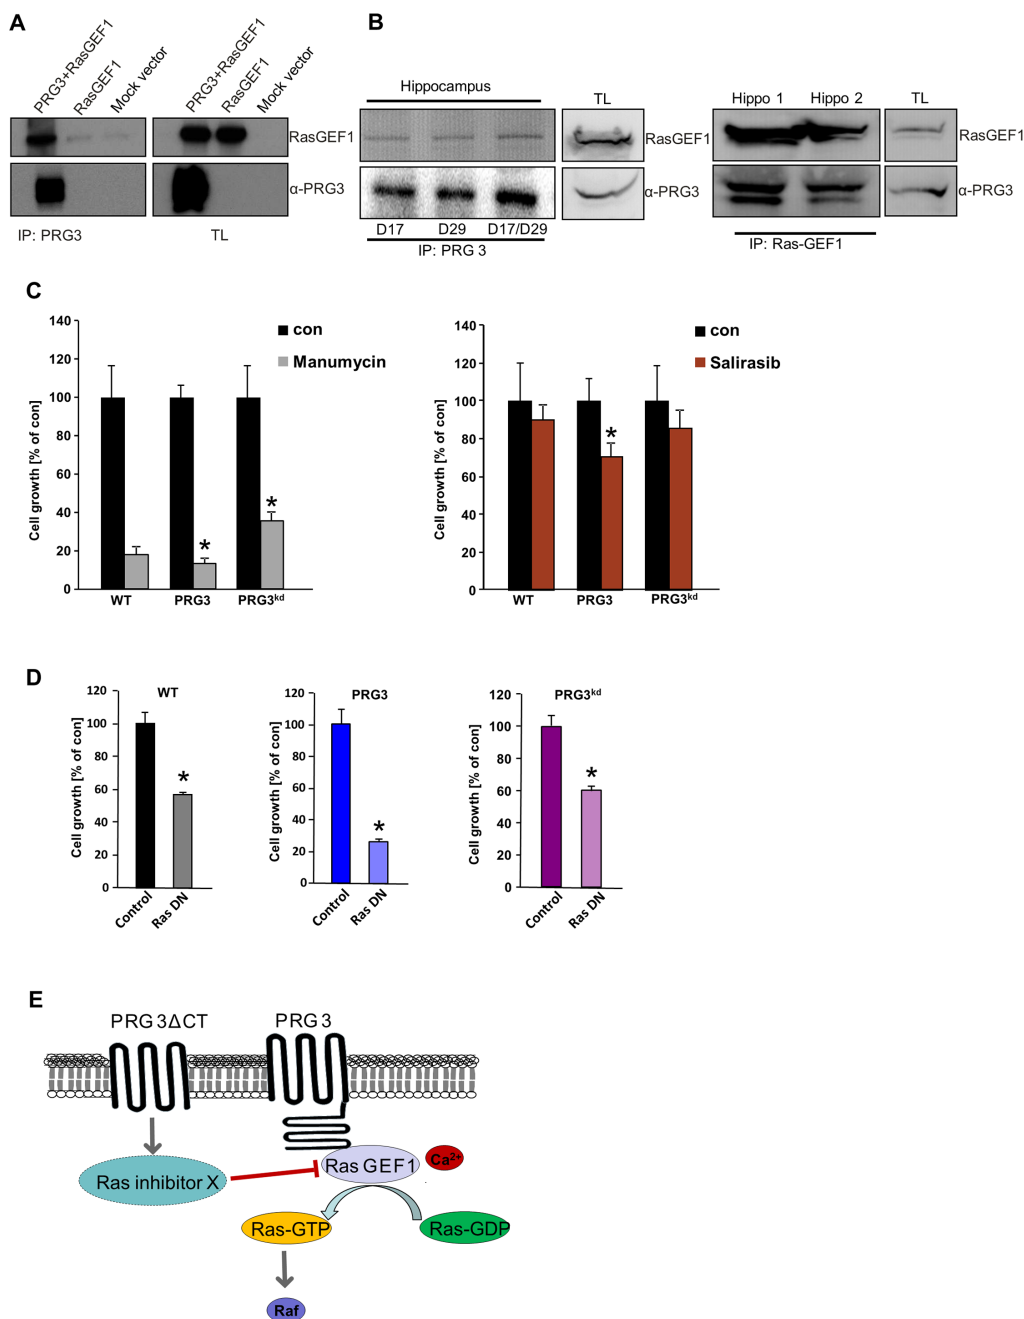 A
PRG3+RasGEF1
RasGEF1
Mock vector
PRG3+RasGEF1
RasGEF1
Mock vector
RasGEF1
α-PRG3
IP: PRG3
TL
B
Hippocampus
TL
RasGEF1
α-PRG3
D17
D29
D17/D29
IP: PRG 3
Hippo 1
Hippo 2
TL
RasGEF1
α-PRG3
IP: Ras-GEF1
C
Cell growth [% of con]
140
120
100
80
60
40
20
0
con
Manumycin
*
*
WT
PRG3
PRG3kd
Cell growth [% of con]
140
120
100
80
60
40
20
0
con
Salirasib
*
WT
PRG3
PRG3kd
D
WT
Cell growth [% of con]
120
100
80
60
40
20
0
*
Control
Ras DN
PRG3
Cell growth [% of con]
120
100
80
60
40
20
0
*
Control
Ras DN
PRG3kd
Cell growth [% of con]
120
100
80
60
40
20
0
*
Control
Ras DN
E
PRG3ΔCT
PRG3
Ras inhibitor X
Ras GEF1
Ca2+
Ras-GTP
Ras-GDP
Raf